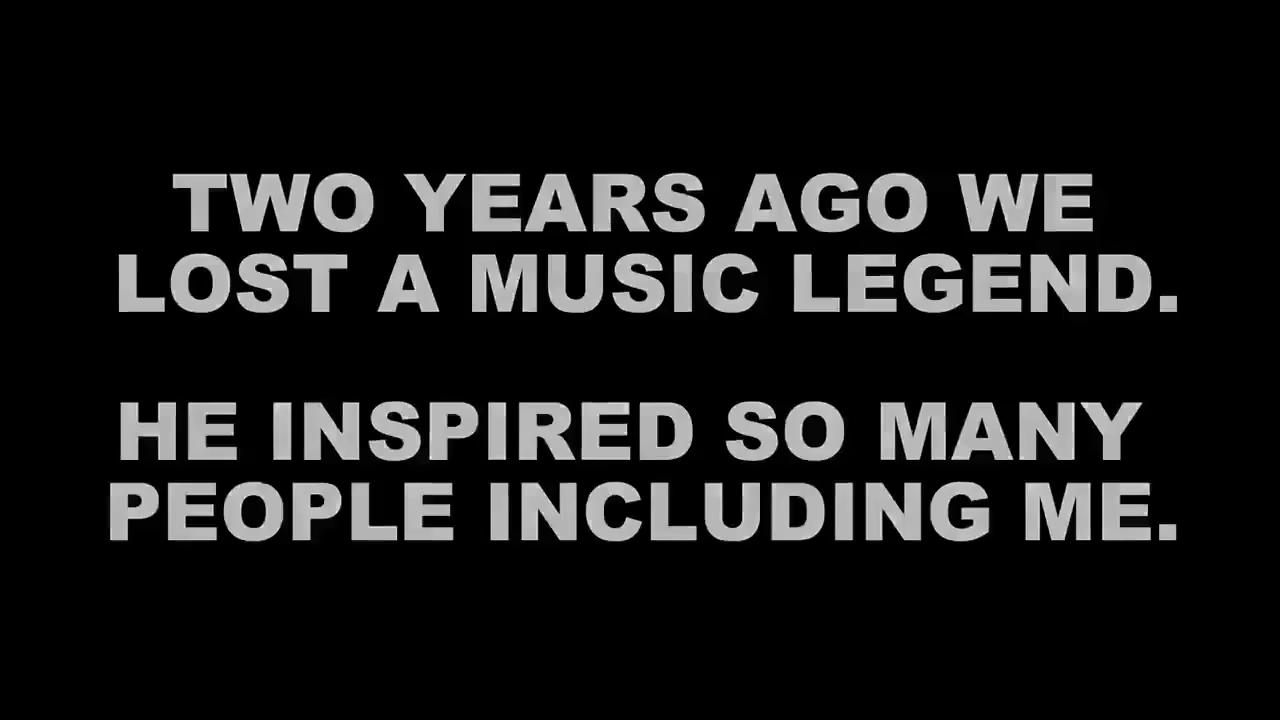 TWO YEARS AGO WE
LOST A MUSIC LEGEND.
HE INSPIRED SO MANY
PEOPLE INCLUDING ME.